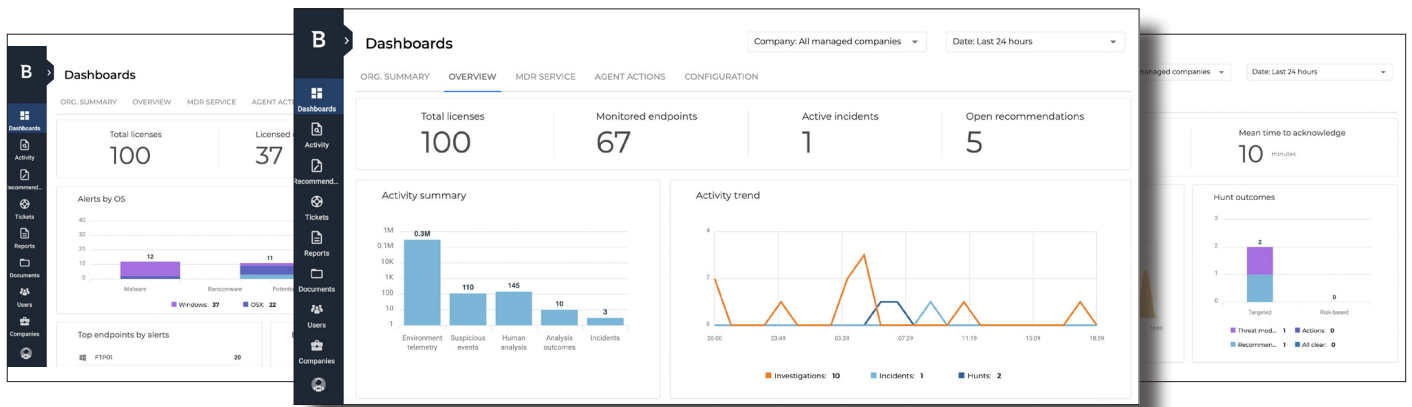 B
Dashboards
ORG. SUMMARY OVERVIEW MDR SERVICE AGENT ACTI
Dashboards
Activity
Recommend...
Tickets
Reports
Documents
Users
Companies
Total licenses
100
Licensed
37
Alerts by OS
40
30
20
10
0
12
11
Malware Ransomware Potentia
Windows: 37 OSX: 22
Top endpoints by alerts
FTP01 20
B
Dashboards
Company: All managed companies
Date: Last 24 hours
ORG. SUMMARY OVERVIEW MDR SERVICE AGENT ACTIONS CONFIGURATION
Dashboards
Activity
Recommend...
Tickets
Reports
Documents
Users
Companies
Total licenses
100
Monitored endpoints
67
Active incidents
1
Open recommendations
5
Activity summary
1M
0.1M
10K
1K
100
10
1
0.3M
110
145
10
3
Environment telemetry
Suspicious events
Human analysis
Analysis outcomes
Incidents
Activity trend
4
2
0
20:00 23:49 03:39 07:29 11:19 15:09 18:59
Investigations: 10 Incidents: 1 Hunts: 2
managed companies
Date: Last 24 hours
Mean time to acknowledge
10 minutes
Hunt outcomes
3
2
1
0
2
0
Targeted Risk-based
Threat mod... 1 Actions: 0
Recommen... 1 All clear: 0